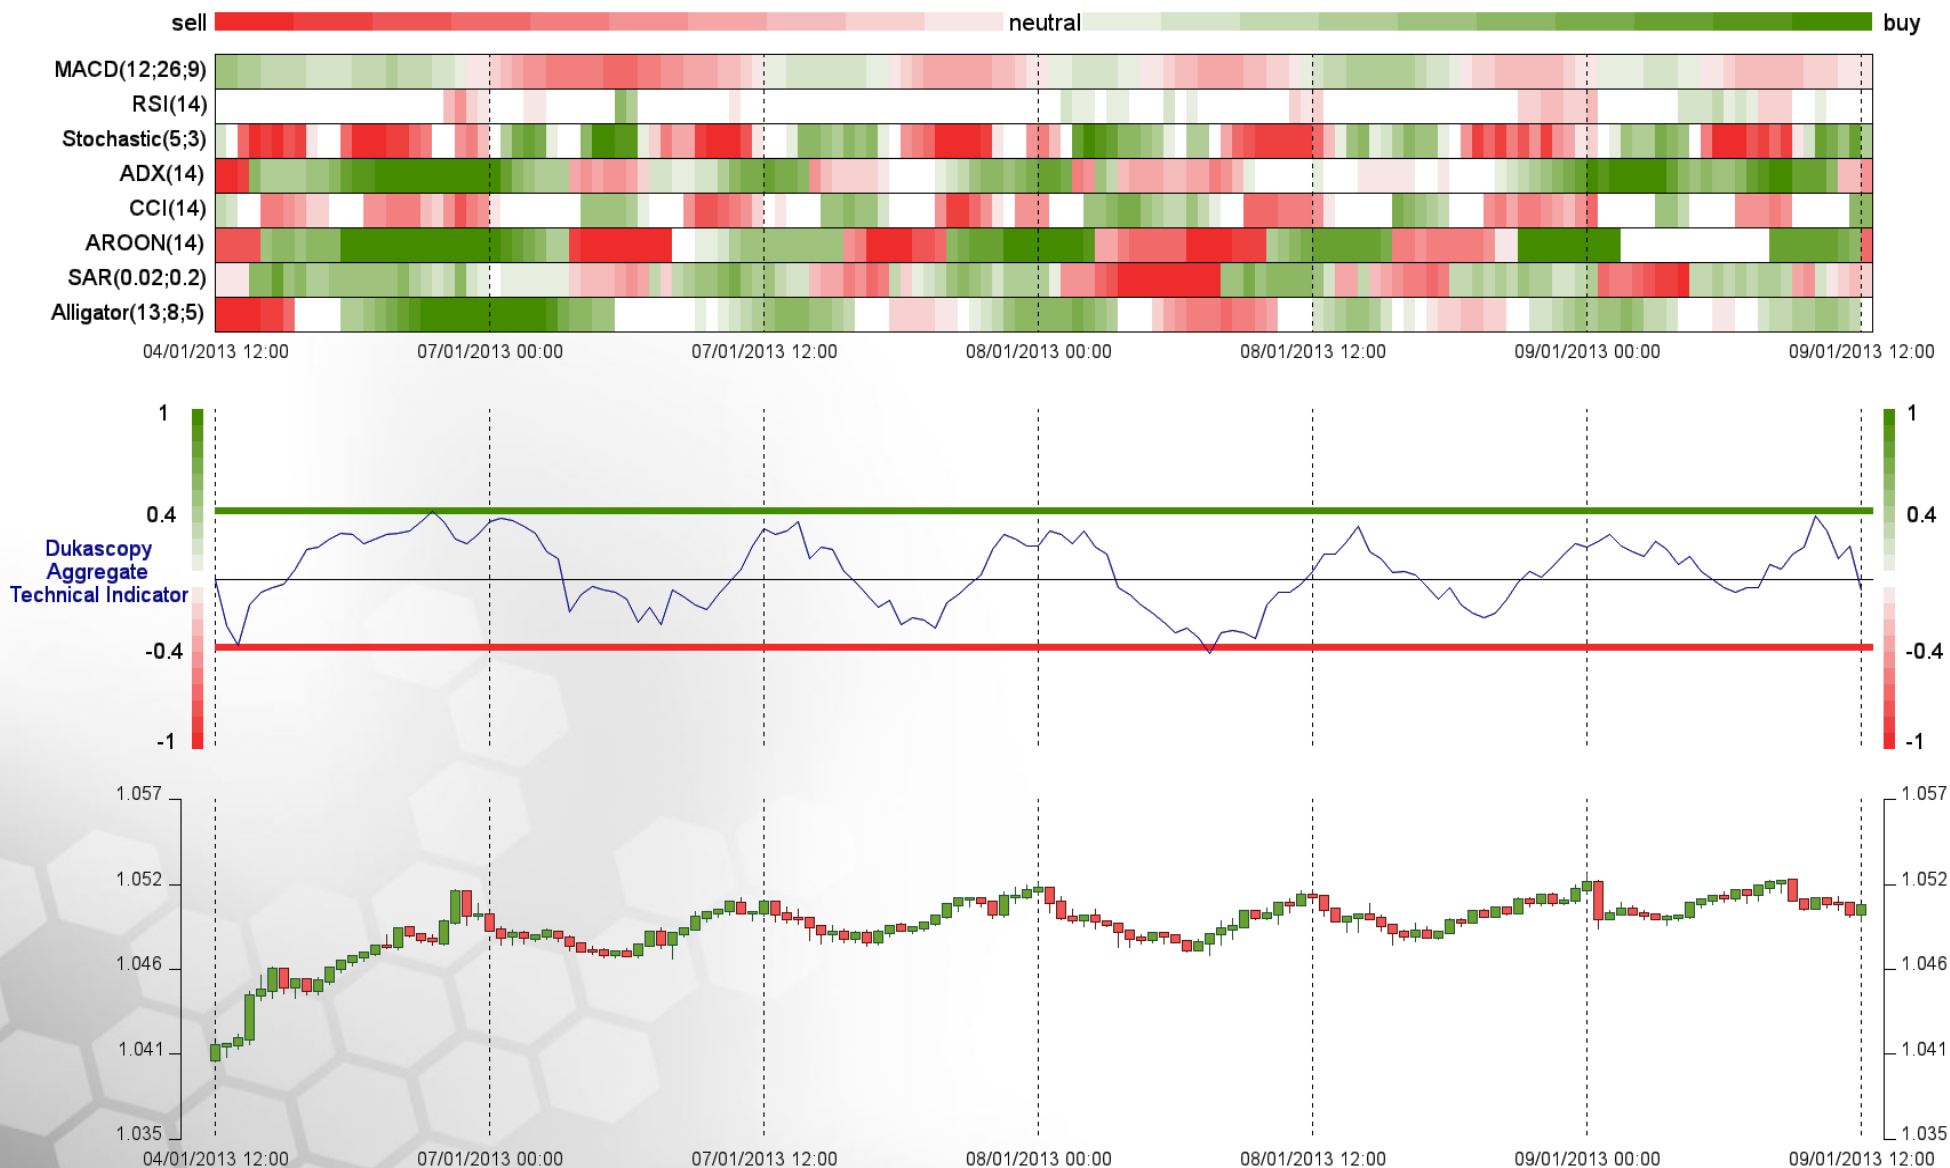 sell neutral buy
MACD(12;26;9)
RSI(14)
Stochastic(5;3)
ADX(14)
CCI(14)
AROON(14)
SAR(0.02;0.2)
Alligator(13;8;5)
04/01/2013 12:00 07/01/2013 00:00 07/01/2013 12:00 08/01/2013 00:00 08/01/2013 12:00 09/01/2013 00:00 09/01/2013 12:00
1 1
0.4 0.4
Dukascopy
Aggregate
Technical Indicator
-0.4 -0.4
-1 -1
1.057 1.057
1.052 1.052
1.046 1.046
1.041 1.041
1.035 1.035
04/01/2013 12:00 07/01/2013 00:00 07/01/2013 12:00 08/01/2013 00:00 08/01/2013 12:00 09/01/2013 00:00 09/01/2013 12:00